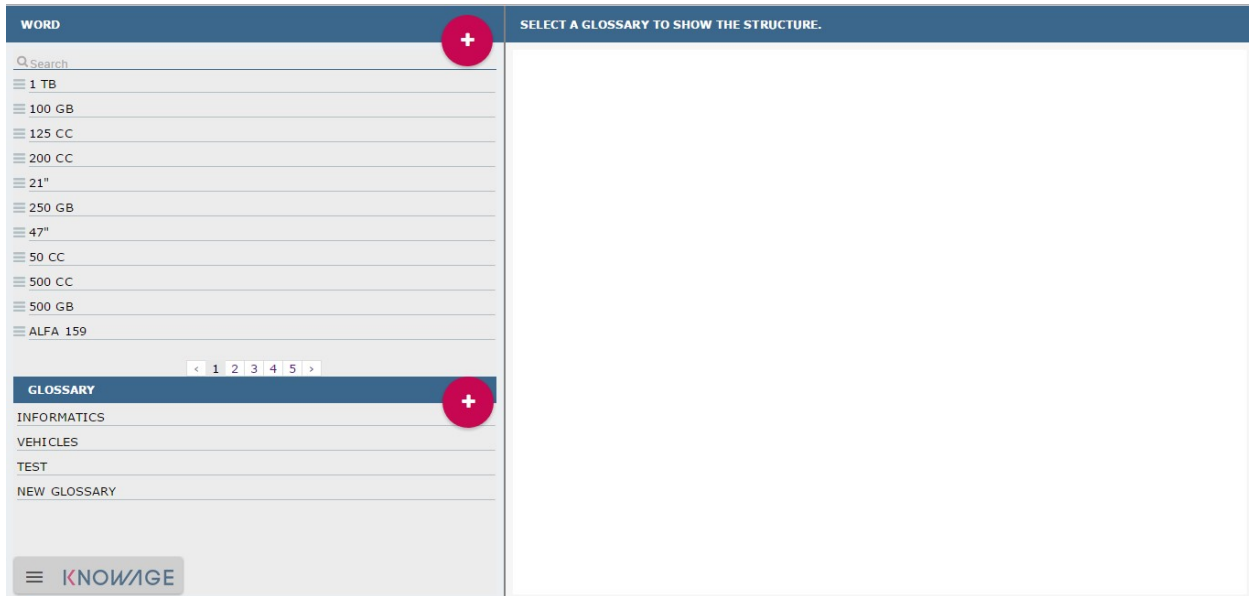 WORD
+
Search
1 TB
100 GB
125 CC
200 CC
21"
250 GB
47"
50 CC
500 CC
500 GB
ALFA 159
‹ 1 2 3 4 5 ›
GLOSSARY
+
INFORMATICS
VEHICLES
TEST
NEW GLOSSARY
KNOWAGE
SELECT A GLOSSARY TO SHOW THE STRUCTURE.